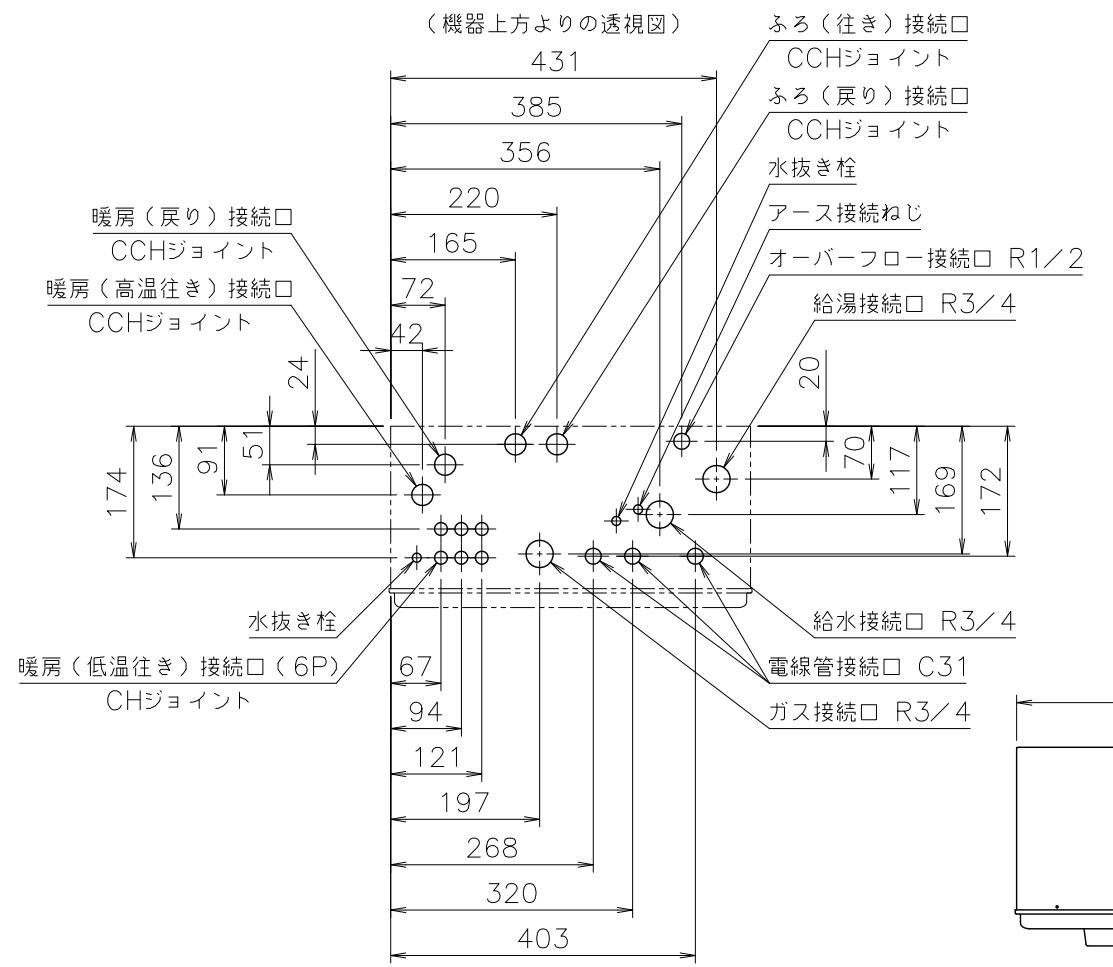 （機器上方よりの透視図）
ふろ（往き）接続口
CCHジョイント
431
ふろ（戻り）接続口
CCHジョイント
385
356
水抜き栓
220
アース接続ねじ
暖房（戻り）接続口
CCHジョイント
165
オーバーフロー接続口 R1／2
暖房（高温往き）接続口
CCHジョイント
72
給湯接続口 R3／4
42
24
20
174
136
91
51
70
117
169
172
水抜き栓
給水接続口 R3／4
暖房（低温往き）接続口（6P）
CHジョイント
67
電線管接続口 C31
94
ガス接続口 R3／4
121
197
268
320
403